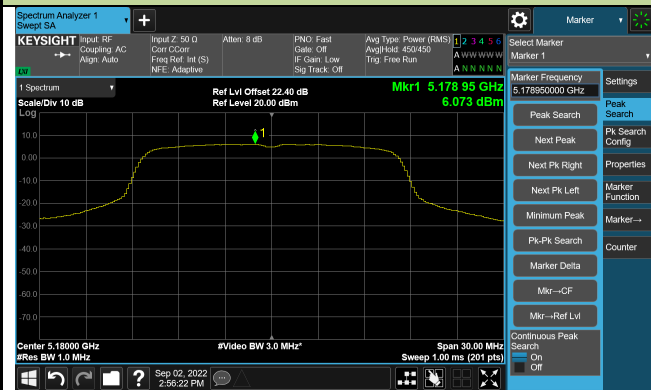 Spectrum Analyzer 1
Swept SA
Marker
KEYSIGHT
Input: RF
Coupling: AC
Align: Auto
Input Z: 50 Ω
Corr CCorr
Freq Ref: Int (S)
NFE: Adaptive
Atten: 8 dB
PNO: Fast
Gate: Off
IF Gain: Low
Sig Track: Off
Avg Type: Power (RMS)
Avg|Hold: 450/450
Trig: Free Run
1 2 3 4 5 6
A W W W W W
A N N N N N
LXI
Select Marker
Marker 1
1 Spectrum
Scale/Div 10 dB
Log
Ref Lvl Offset 22.40 dB
Ref Level 20.00 dBm
Mkr1 5.178 95 GHz
6.073 dBm
1
10.0
0.00
-10.0
-20.0
-30.0
-40.0
-50.0
-60.0
-70.0
Center 5.18000 GHz
#Res BW 1.0 MHz
#Video BW 3.0 MHz*
Span 30.00 MHz
Sweep 1.00 ms (201 pts)
Marker Frequency
5.178950000 GHz
Peak Search
Next Peak
Next Pk Right
Next Pk Left
Minimum Peak
Pk-Pk Search
Marker Delta
Mkr→CF
Mkr→Ref Lvl
Continuous Peak
Search
On
Off
Settings
Peak
Search
Pk Search
Config
Properties
Marker
Function
Marker→
Counter
Sep 02, 2022
2:56:22 PM